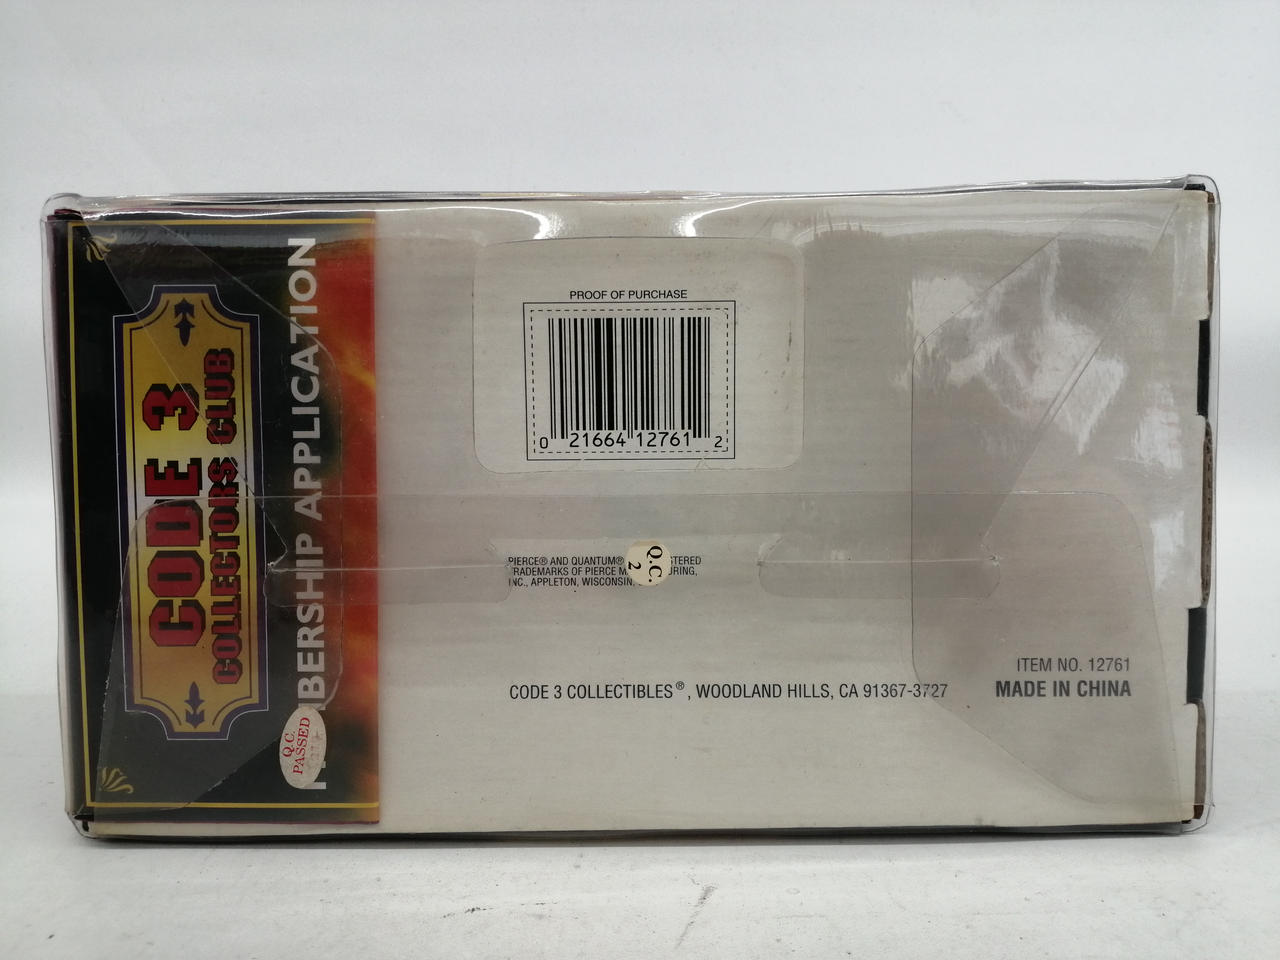 CODE 3
COLLECTORS CLUB
BERSHIP APPLICATION
Q.C.
PASSED
PROOF OF PURCHASE
0 21664 12761 2
PIERCE® AND QUANTUM®
TRADEMARKS OF PIERCE
INC., APPLETON, WISCONSIN,
Q.C.
2
CODE 3 COLLECTIBLES®, WOODLAND HILLS, CA 91367-3727
ITEM NO. 12761
MADE IN CHINA